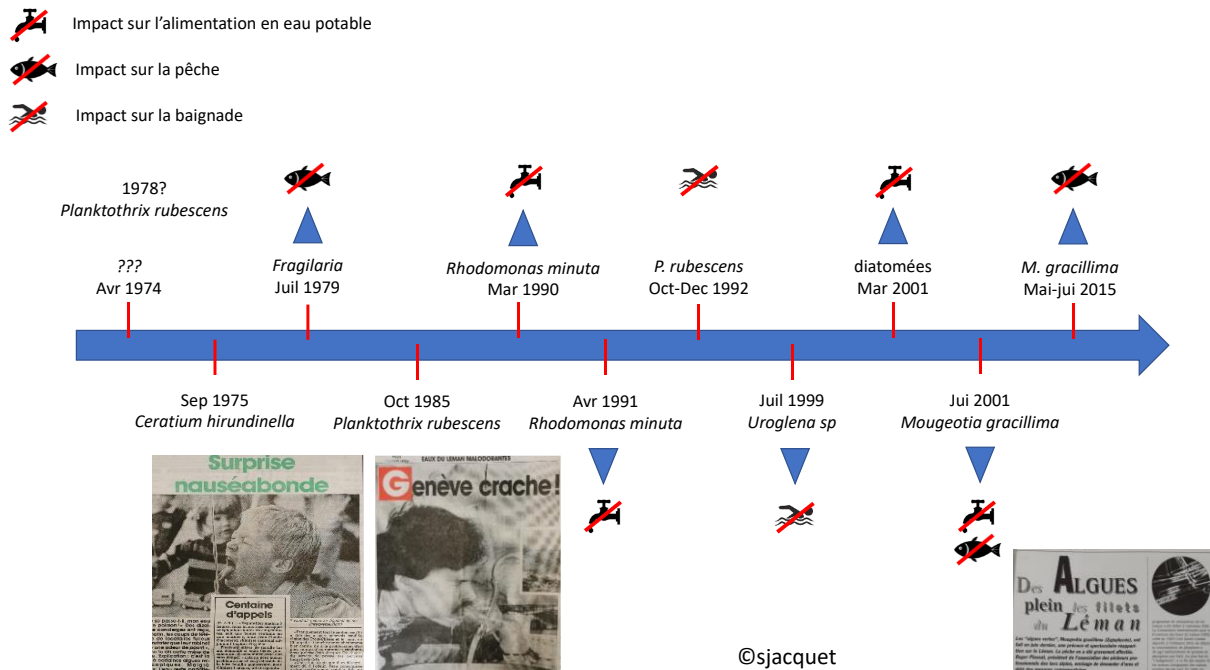 Impact sur l'alimentation en eau potable
Impact sur la pêche
Impact sur la baignade
1978?
Planktothrix rubescens
???
Avr 1974
Fragilaria
Juil 1979
Rhodomonas minuta
Mar 1990
P. rubescens
Oct-Dec 1992
diatomées
Mar 2001
M. gracillima
Mai-jui 2015
Sep 1975
Ceratium hirundinella
Oct 1985
Planktothrix rubescens
Avr 1991
Rhodomonas minuta
Juil 1999
Uroglena sp
Jui 2001
Mougeotia gracillima
Surprise
nauséabonde
Centaine
d'appels
EAUX DU LÉMAN MALODORANTES
Genève crache!
Des ALGUES
plein les filets
du Léman
©sjacquet